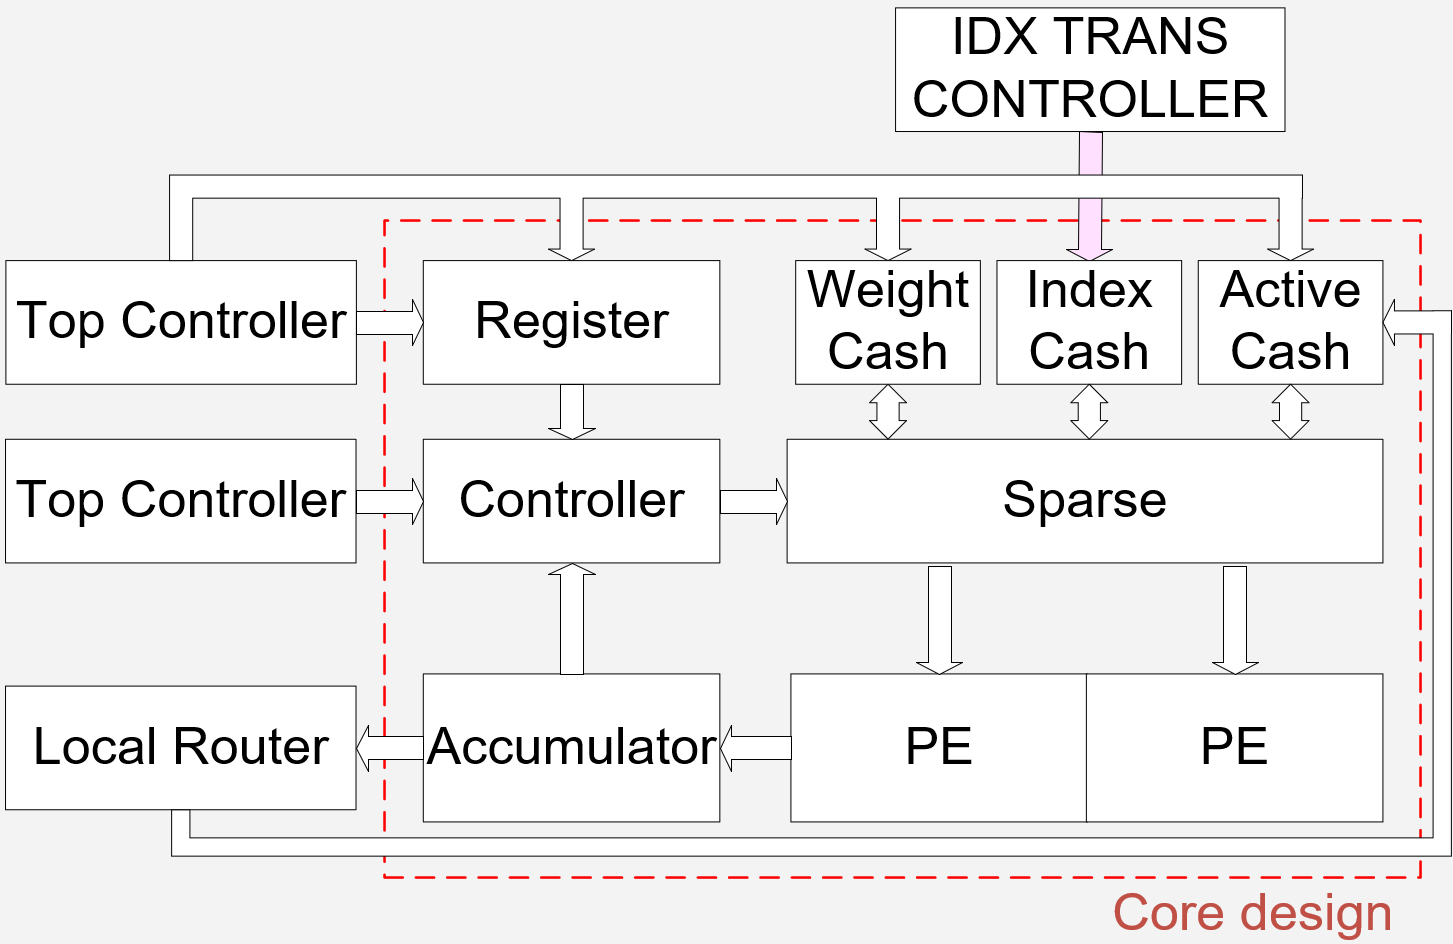 IDX TRANS
CONTROLLER
Top Controller
Register
Weight
Cash
Index
Cash
Active
Cash
Top Controller
Controller
Sparse
Local Router
Accumulator
PE
PE
Core design